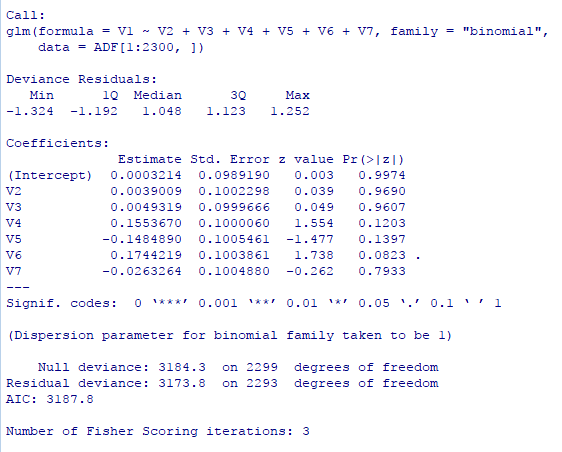 Call:
glm(formula = V1 ~ V2 + V3 + V4 + V5 + V6 + V7, family = "binomial",
    data = ADF[1:2300, ])

Deviance Residuals:
   Min      1Q  Median      3Q     Max
-1.324  -1.192   1.048   1.123   1.252

Coefficients:
              Estimate Std. Error z value Pr(>|z|)
(Intercept)  0.0003214  0.0989190   0.003   0.9974
V2           0.0039009  0.1002298   0.039   0.9690
V3           0.0049319  0.0999666   0.049   0.9607
V4           0.1553670  0.1000060   1.554   0.1203
V5          -0.1484890  0.1005461  -1.477   0.1397
V6           0.1744219  0.1003861   1.738   0.0823 .
V7          -0.0263264  0.1004880  -0.262   0.7933
---
Signif. codes:  0 ‘***’ 0.001 ‘**’ 0.01 ‘*’ 0.05 ‘.’ 0.1 ‘ ’ 1

(Dispersion parameter for binomial family taken to be 1)

    Null deviance: 3184.3  on 2299  degrees of freedom
Residual deviance: 3173.8  on 2293  degrees of freedom
AIC: 3187.8

Number of Fisher Scoring iterations: 3